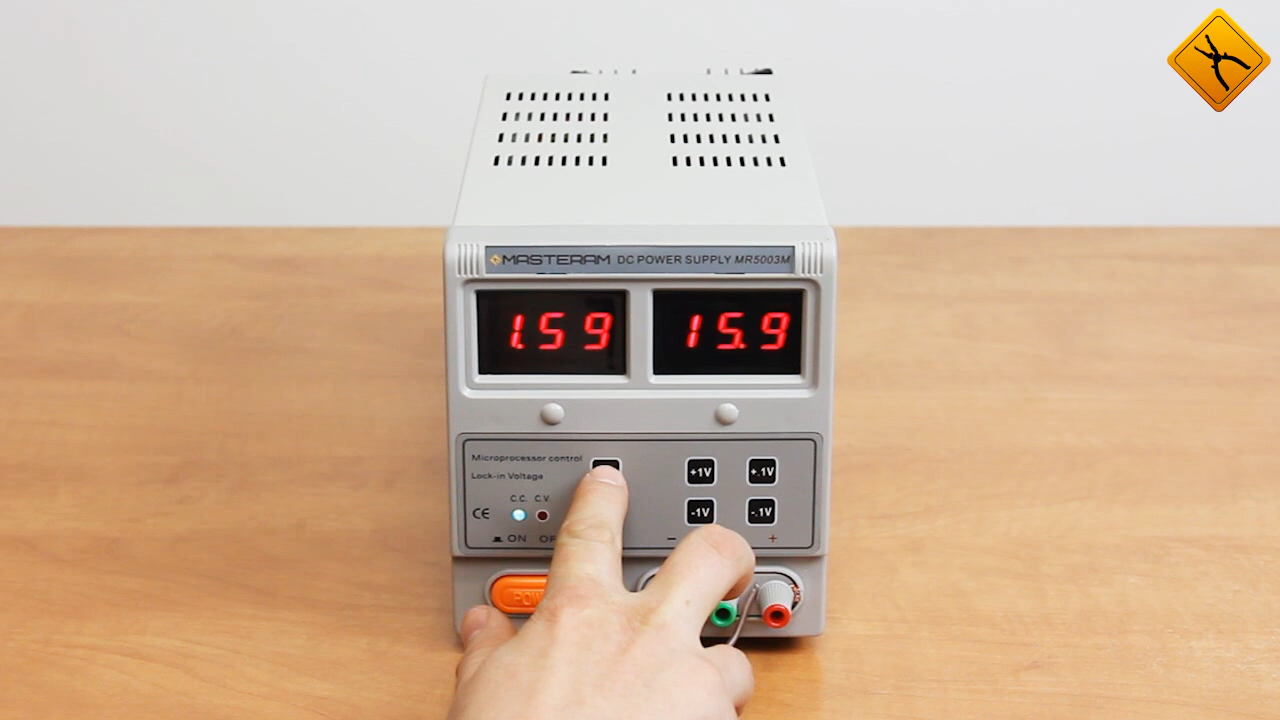 MASTERAM DC POWER SUPPLY MR5003M
1.59 15.9
Microprocessor control
Lock-in Voltage
+1V +.1V
C.C. C.V
CE
-1V -.1V
ON
- +